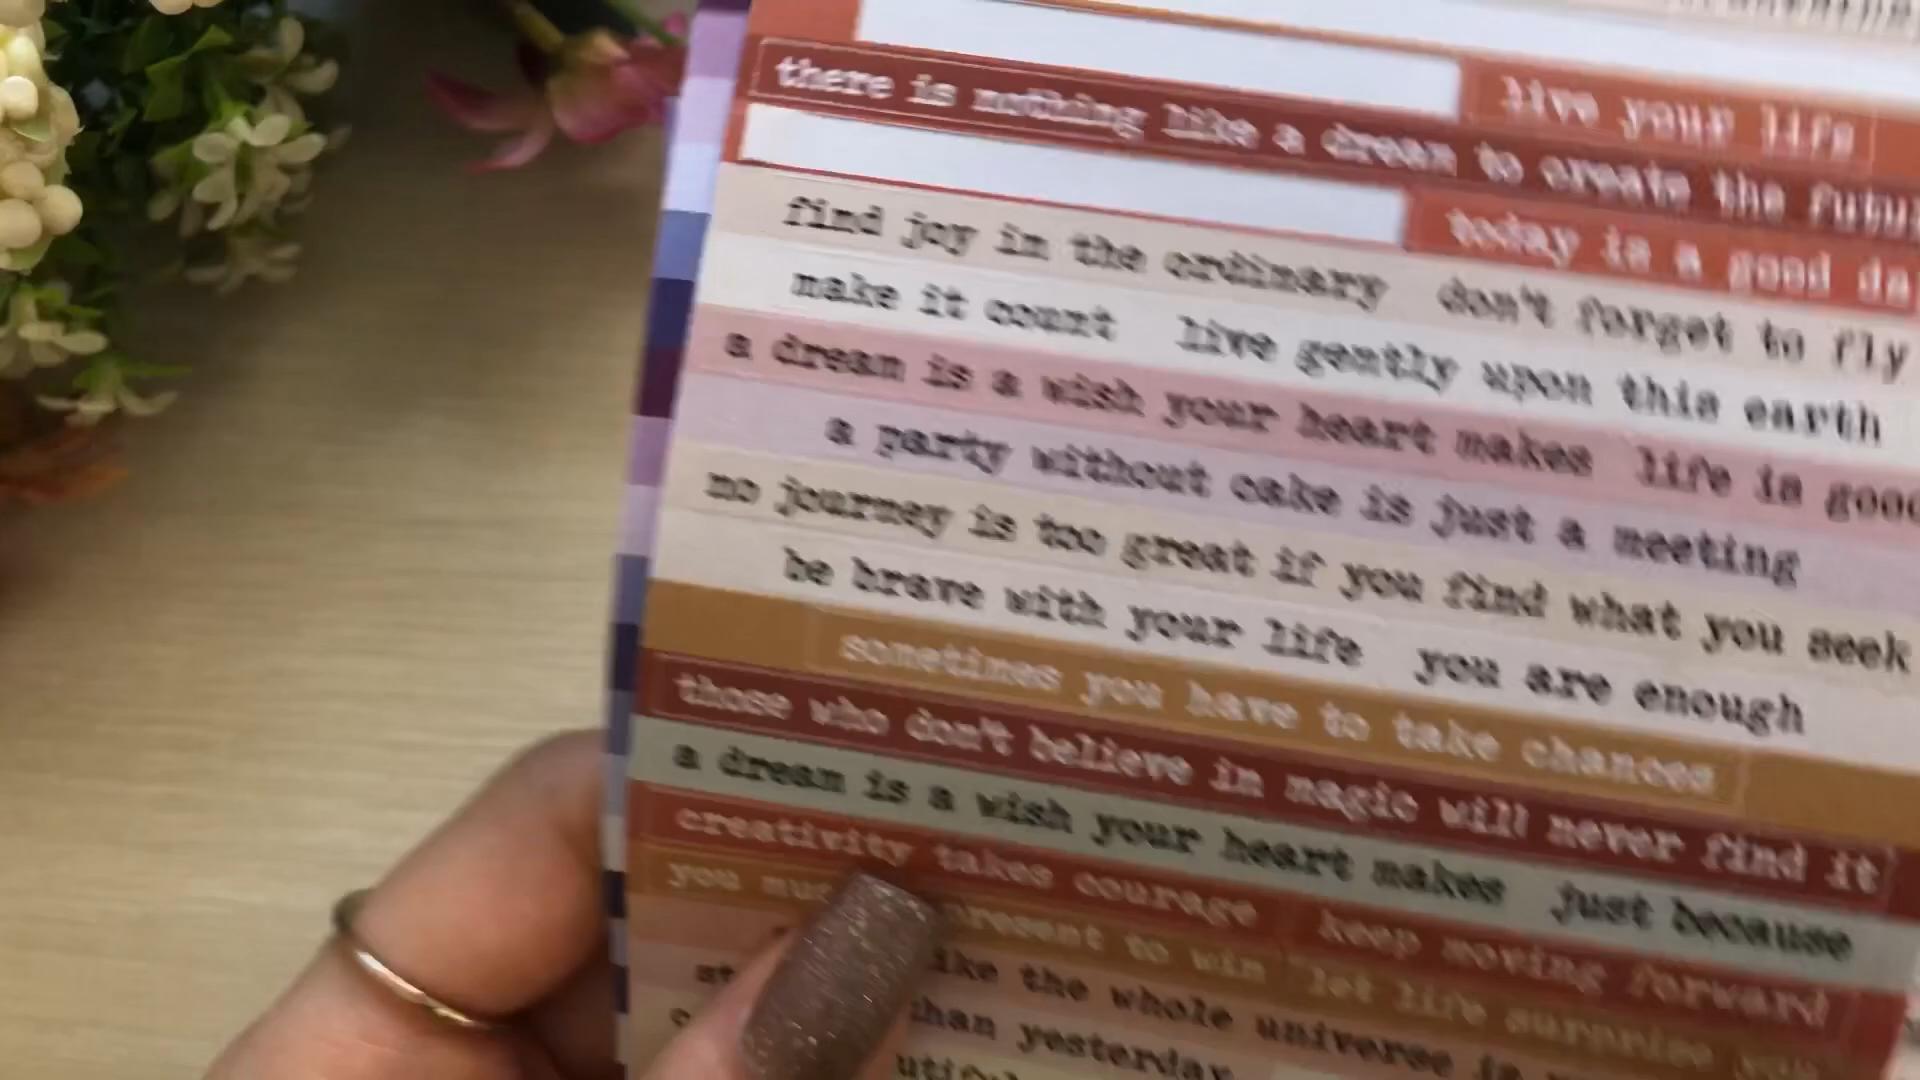 live your life
there is nothing like a dream to create the
today is a good
find joy in the ordinary don't forget to fly
make it count live gently upon this earth
a dream is a wish your heart makes life is good
a party without cake is just a meeting
no journey is too great if you find what you seek
be brave with your life you are enough
sometimes you have to take chances
those who don't believe in magic will never find it
a dream is a wish your heart makes just because
creativity takes courage keep moving forward
you present to win let life surprise you
the whole universe
than yesterday